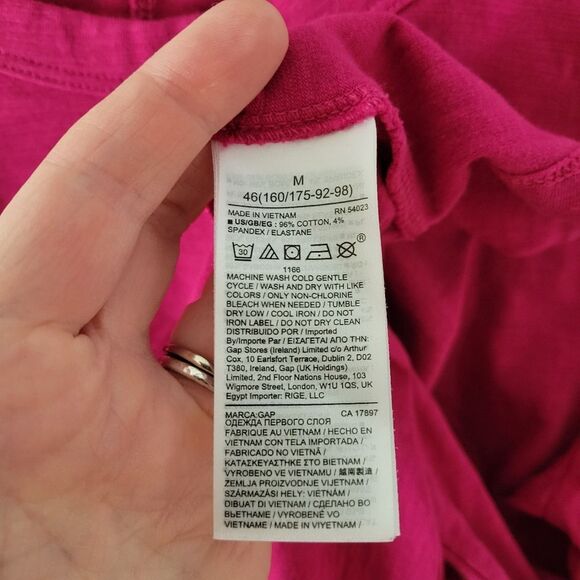 M
46(160/175-92-98)
MADE IN VIETNAM RN 54023
■ US/GB/EG : 96% COTTON, 4%
SPANDEX / ELASTANE
30 ®
1166
MACHINE WASH COLD GENTLE
CYCLE / WASH AND DRY WITH LIKE
COLORS / ONLY NON-CHLORINE
BLEACH WHEN NEEDED / TUMBLE
DRY LOW / COOL IRON / DO NOT
IRON LABEL / DO NOT DRY CLEAN
DISTRIBUIDO POR / Imported
By/Importe Par / ΕΙΣΑΓΕΤΑΙ ΑΠΟ ΤΗΝ:
Gap Stores (Ireland) Limited c/o Arthur
Cox, 10 Earlsfort Terrace, Dublin 2, D02
T380, Ireland, Gap (UK Holdings)
Limited, 2nd Floor Nations House, 103
Wigmore Street, London, W1U 1QS, UK
Egypt Importer: RIGE, LLC
MARCA:GAP CA 17897
ОДЕЖДА ПЕРВОГО СЛОЯ
FABRIQUÉ AU VIETNAM / HECHO EN
VIETNAM CON TELA IMPORTADA /
FABRICADO NO VIETNÃ /
ΚΑΤΑΣΚΕΥΑΣΤΗΚΕ ΣΤΟ ΒΙΕΤΝΑΜ /
VYROBENO VE VIETNAMU / 越南製造 /
ZEMLJA PROIZVODNJE VIJETNAM /
SZÁRMAZÁSI HELY: VIETNAM /
DIBUAT DI VIETNAM / СДЕЛАНО ВО
ВЬЕТНАМЕ / VYROBENÉ VO
VIETNAME / MADE IN VIYETNAM /